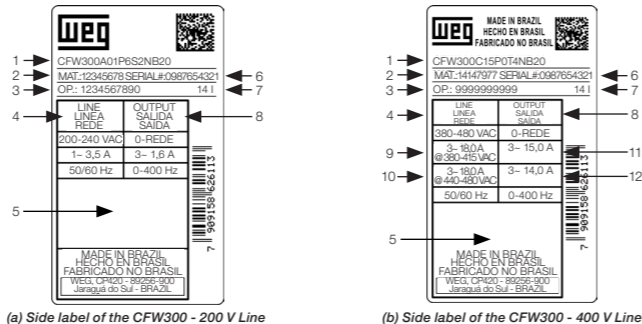 weg
1
CFW300A01P6S2NB20
2
MAT.:12345678 SERIAL#:0987654321
6
3
OP.: 1234567890 14 I
7
4
LINE
LINEA
REDE
OUTPUT
SALIDA
SAÍDA
8
200-240 VAC 0-REDE
1~ 3,5 A 3~ 1,6 A
50/60 Hz 0-400 Hz
5
7 909158 626113
MADE IN BRAZIL
HECHO EN BRASIL
FABRICADO NO BRASIL
WEG, CP420 - 89256-900
Jaraguá do Sul - BRAZIL
(a) Side label of the CFW300 - 200 V Line
weg
MADE IN BRAZIL
HECHO EN BRASIL
FABRICADO NO BRASIL
1
CFW300C15P0T4NB20
2
MAT.:14147977 SERIAL#:0987654321
6
3
OP.: 9999999999 14 I
7
4
LINE
LINEA
REDE
OUTPUT
SALIDA
SAÍDA
8
380-480 VAC 0-REDE
9
3~ 18,0A
@380-415VAC
3~ 15,0 A
11
10
3~ 18,0A
@440-480VAC
3~ 14,0 A
12
50/60 Hz 0-400 Hz
5
7 909158 626113
MADE IN BRAZIL
HECHO EN BRASIL
FABRICADO NO BRASIL
WEG, CP420 - 89256-900
Jaraguá do Sul - BRAZIL
(b) Side label of the CFW300 - 400 V Line